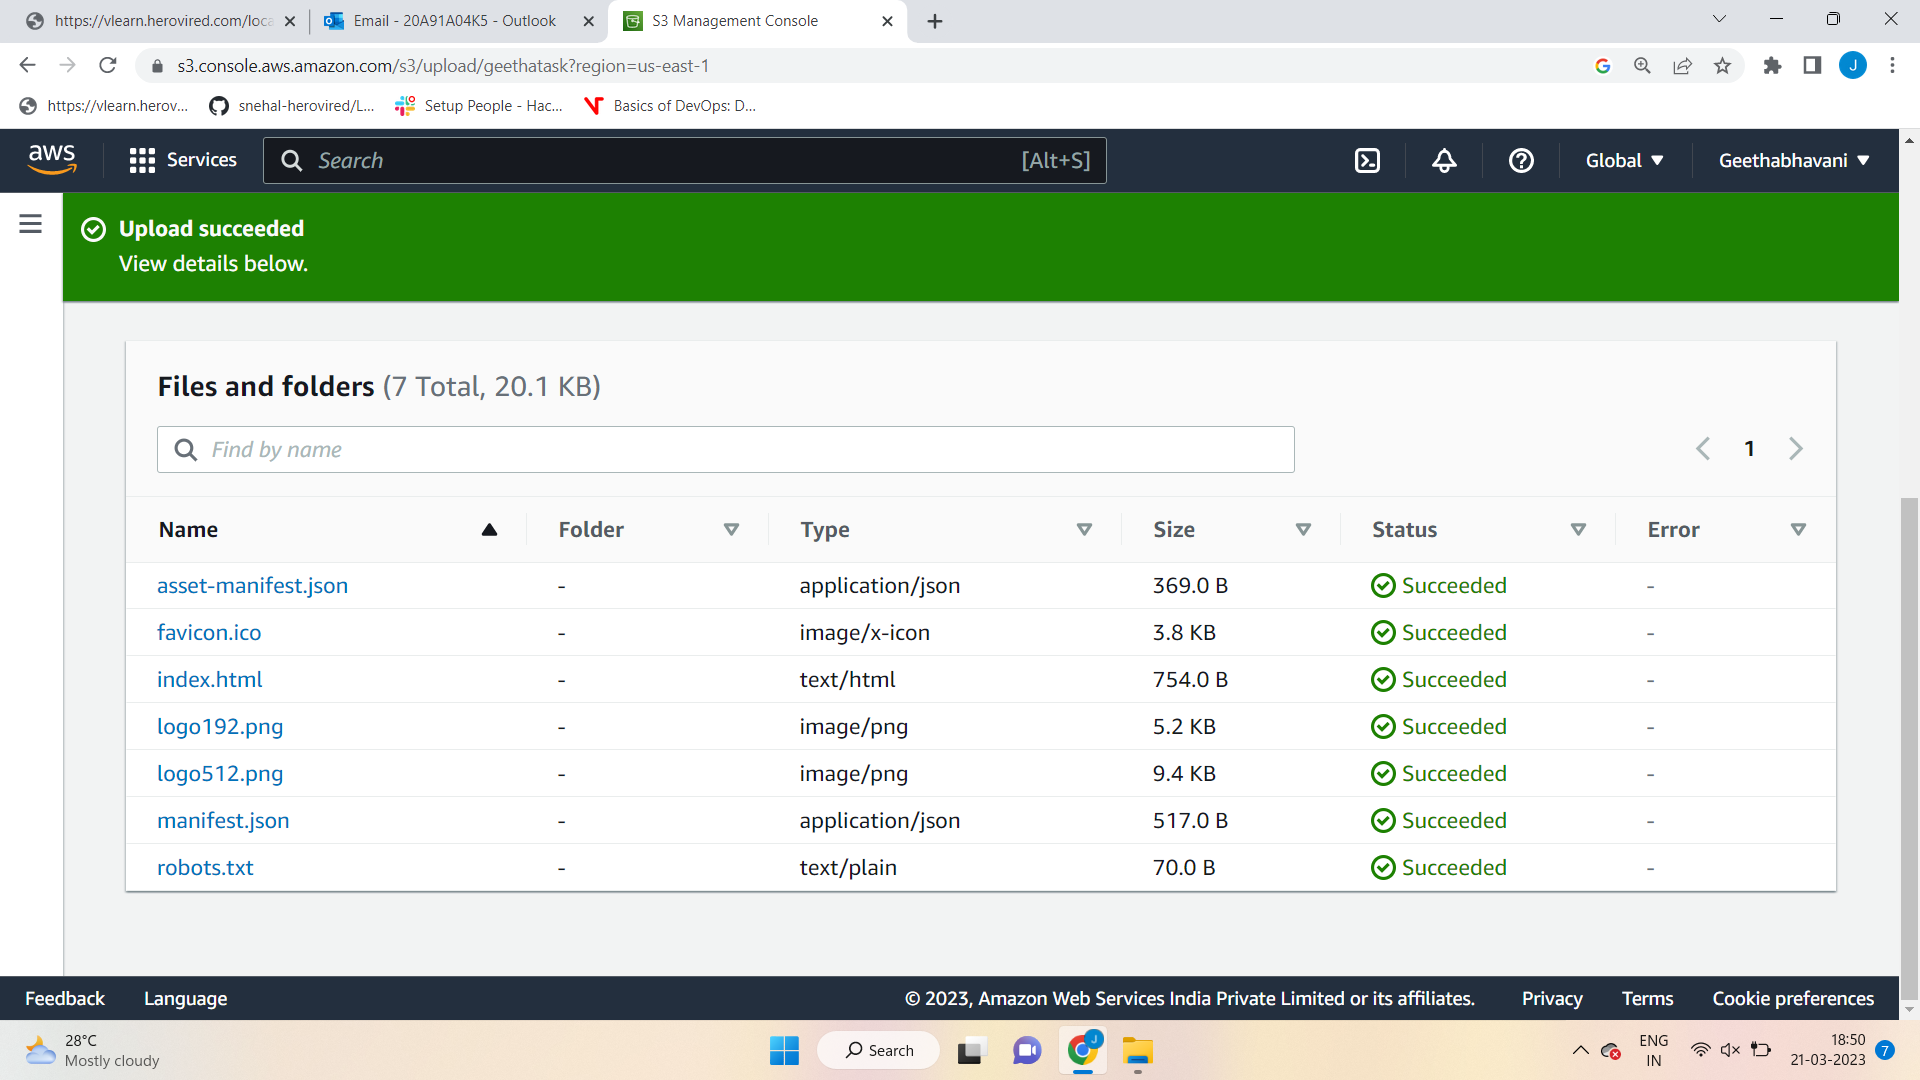 https://vlearn.herovired.com/loca
Email - 20A91A04K5 - Outlook
S3 Management Console
s3.console.aws.amazon.com/s3/upload/geethatask?region=us-east-1
J
https://vlearn.herov...
snehal-herovired/L...
Setup People - Hac...
Basics of DevOps: D...
aws
Services
Search
[Alt+S]
Global
Geethabhavani
Upload succeeded
View details below.
Files and folders (7 Total, 20.1 KB)
Find by name
1
Name Folder Type Size Status Error
asset-manifest.json - application/json 369.0 B Succeeded -
favicon.ico - image/x-icon 3.8 KB Succeeded -
index.html - text/html 754.0 B Succeeded -
logo192.png - image/png 5.2 KB Succeeded -
logo512.png - image/png 9.4 KB Succeeded -
manifest.json - application/json 517.0 B Succeeded -
robots.txt - text/plain 70.0 B Succeeded -
Feedback Language © 2023, Amazon Web Services India Private Limited or its affiliates. Privacy Terms Cookie preferences
28°C
Mostly cloudy
Search
J
ENG
IN
18:50
21-03-2023
7